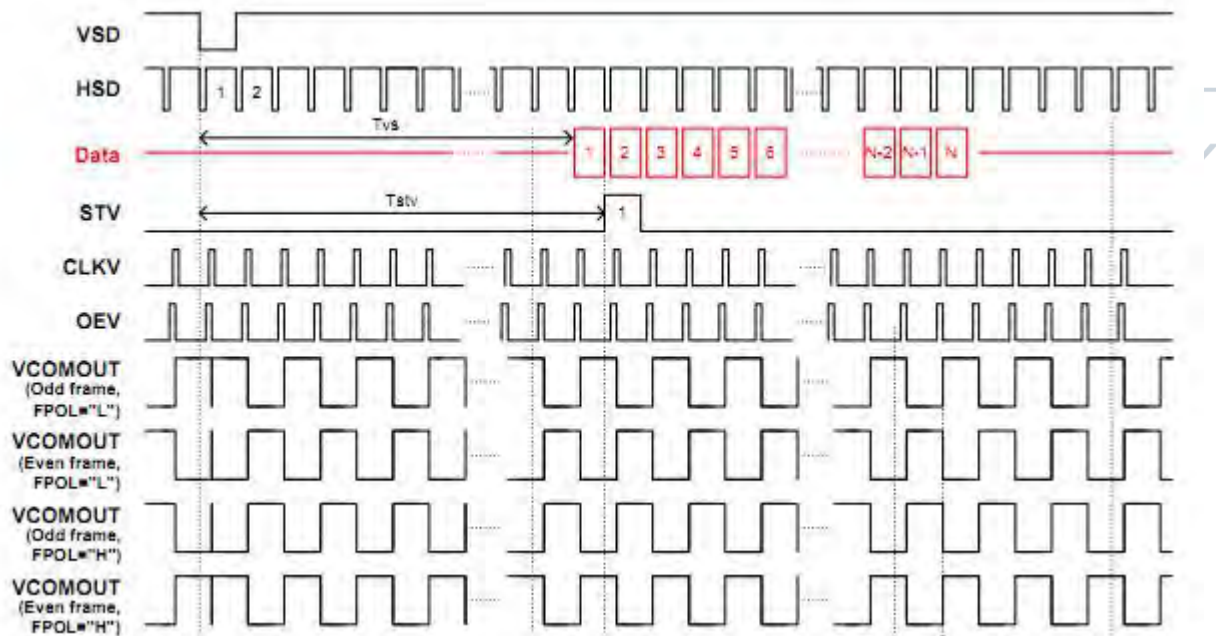 VSD
HSD
1 2
Tvs
Data
1 2 3 4 5 6 N-2 N-1 N
Tstv
STV
1
CLKV
OEV
VCOMOUT
(Odd frame,
FPOL="L")
VCOMOUT
(Even frame,
FPOL="L")
VCOMOUT
(Odd frame,
FPOL="H")
VCOMOUT
(Even frame,
FPOL="H")